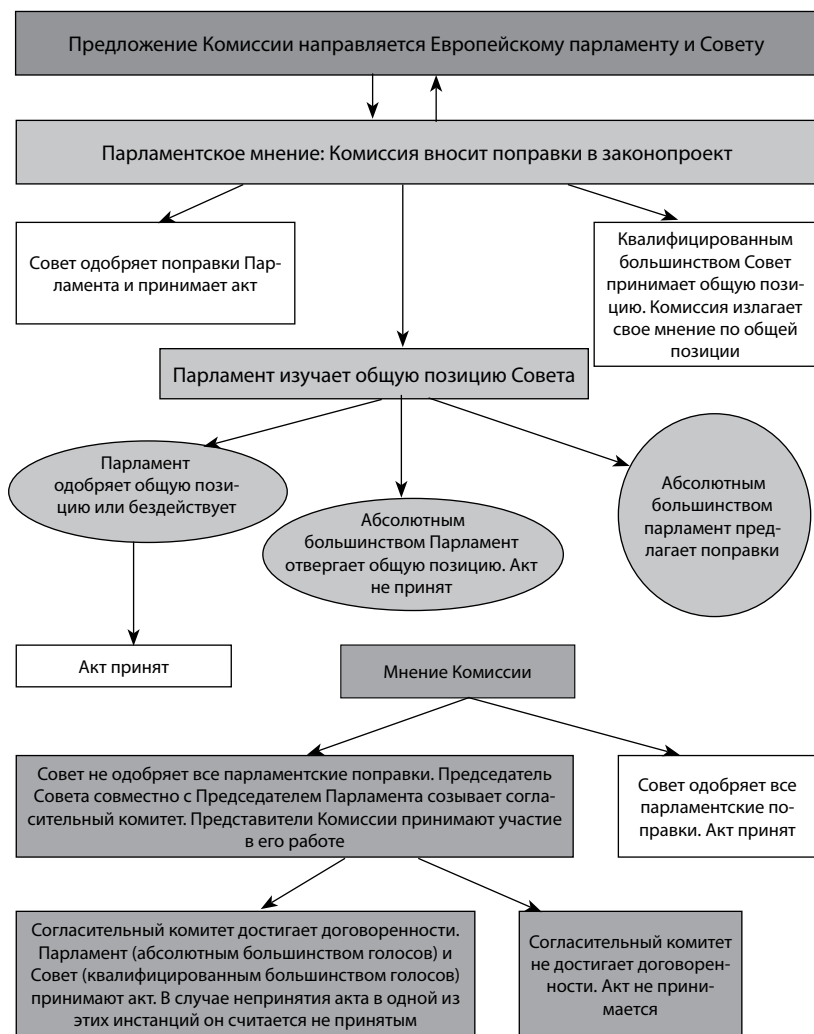 Предложение Комиссии направляется Европейскому парламенту и Совету
Парламентское мнение: Комиссия вносит поправки в законопроект
Совет одобряет поправки Пар-
ламента и принимает акт
Квалифицированным
большинством Совет
принимает общую пози-
цию. Комиссия излагает
свое мнение по общей
позиции
Парламент изучает общую позицию Совета
Парламент
одобряет общую пози-
цию или бездействует
Абсолютным
большинством Парламент
отвергает общую позицию. Акт
не принят
Абсолютным
большинством
парламент пред-
лагает поправки
Акт принят
Мнение Комиссии
Совет не одобряет все парламентские поправки. Председатель
Совета совместно с Председателем Парламента созывает согла-
сительный комитет. Представители Комиссии принимают участие
в его работе
Совет одобряет все
парламентские по-
правки. Акт принят
Согласительный комитет достигает договоренности.
Парламент (абсолютным большинством голосов) и
Совет (квалифицированным большинством голосов)
принимают акт. В случае непринятия акта в одной из
этих инстанций он считается не принятым
Согласительный комитет
не достигает договорен-
ности. Акт не прини-
мается